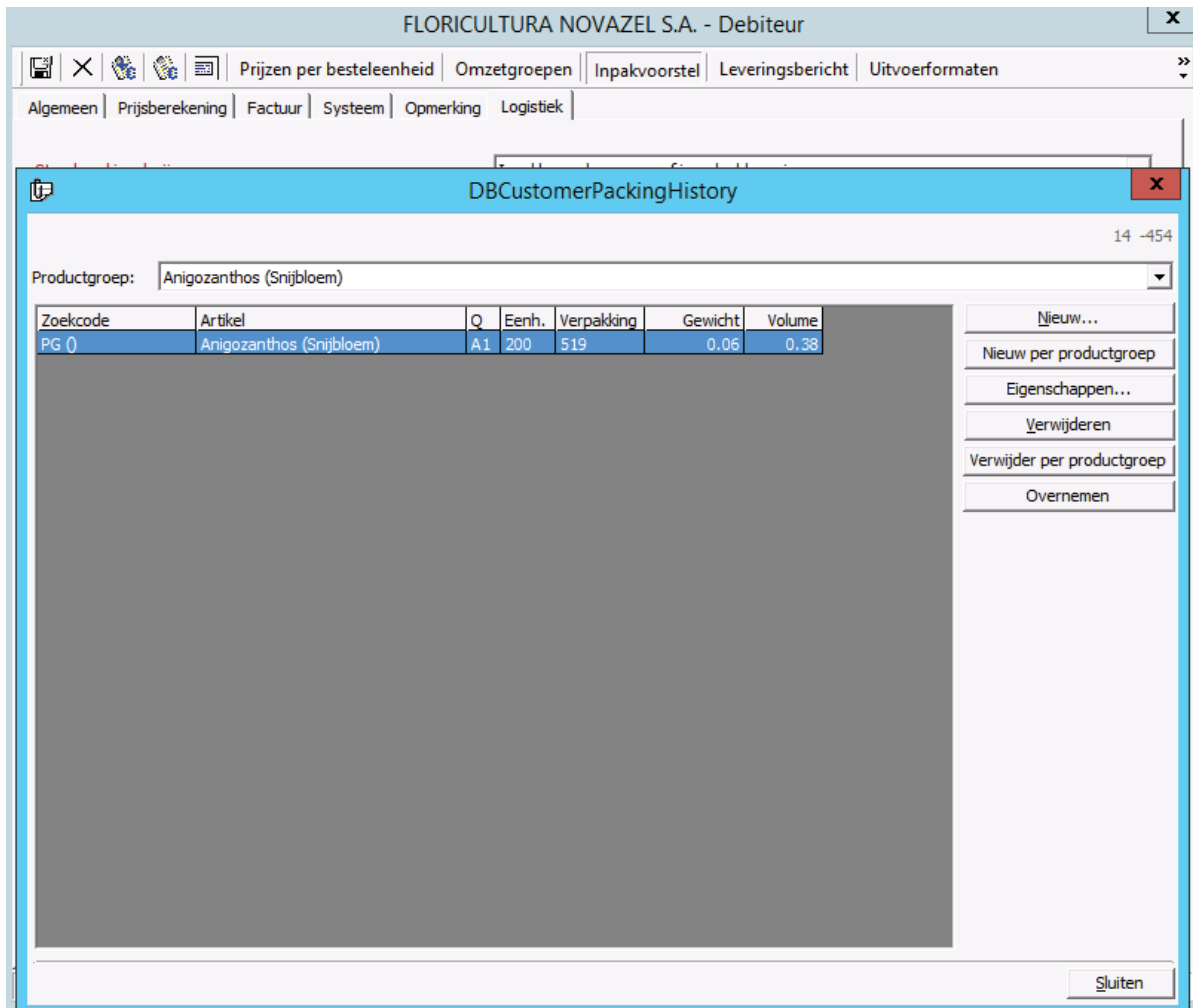 FLORICULTURA NOVAZEL S.A. - Debiteur
x
Prijzen per besteleenheid Omzetgroepen Inpakvoorstel Leveringsbericht Uitvoerformaten »
Algemeen Prijsberekening Factuur Systeem Opmerking Logistiek
DBCustomerPackingHistory
x
14 -454
Productgroep: Anigozanthos (Snijbloem)
Zoekcode Artikel Q Eenh. Verpakking Gewicht Volume
PG () Anigozanthos (Snijbloem) A1 200 519 0.06 0.38
Nieuw...
Nieuw per productgroep
Eigenschappen...
Verwijderen
Verwijder per productgroep
Overnemen
Sluiten